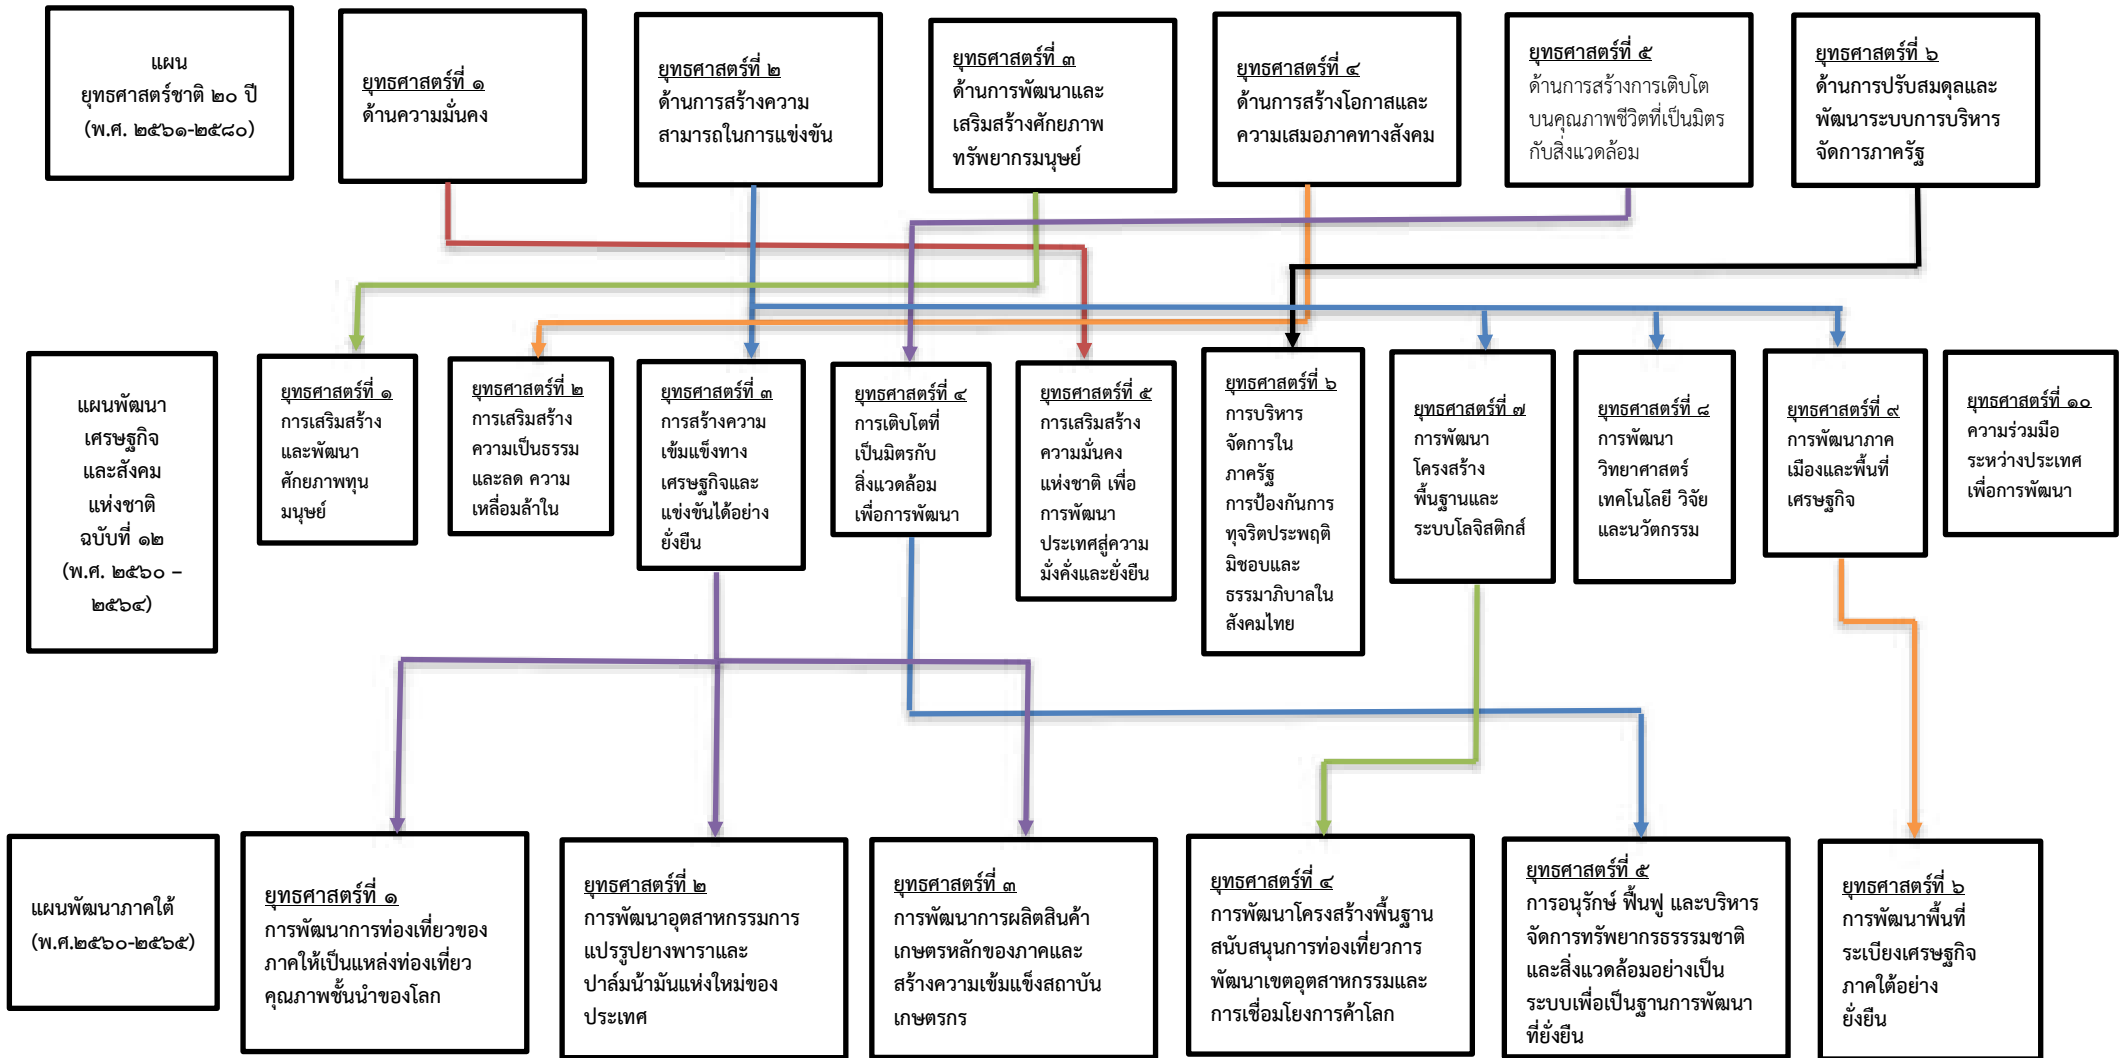 แผน
ยุทธศาสตร์ชาติ ๒๐ ปี
(พ.ศ. ๒๕๖๑-๒๕๘๐)
ยุทธศาสตร์ที่ ๑
ด้านความมั่นคง
ยุทธศาสตร์ที่ ๒
ด้านการสร้างความ
สามารถในการแข่งขัน
ยุทธศาสตร์ที่ ๓
ด้านการพัฒนาและ
เสริมสร้างศักยภาพ
ทรัพยากรมนุษย์
ยุทธศาสตร์ที่ ๔
ด้านการสร้างโอกาสและ
ความเสมอภาคทางสังคม
ยุทธศาสตร์ที่ ๕
ด้านการสร้างการเติบโต
บนคุณภาพชีวิตที่เป็นมิตร
กับสิ่งแวดล้อม
ยุทธศาสตร์ที่ ๖
ด้านการปรับสมดุลและ
พัฒนาระบบการบริหาร
จัดการภาครัฐ
แผนพัฒนา
เศรษฐกิจ
และสังคม
แห่งชาติ
ฉบับที่ ๑๒
(พ.ศ. ๒๕๖๐ –
๒๕๖๔)
ยุทธศาสตร์ที่ ๑
การเสริมสร้าง
และพัฒนา
ศักยภาพทุน
มนุษย์
ยุทธศาสตร์ที่ ๒
การเสริมสร้าง
ความเป็นธรรม
และลด ความ
เหลื่อมล้ำใน
ยุทธศาสตร์ที่ ๓
การสร้างความ
เข้มแข็งทาง
เศรษฐกิจและ
แข่งขันได้อย่าง
ยั่งยืน
ยุทธศาสตร์ที่ ๔
การเติบโตที่
เป็นมิตรกับ
สิ่งแวดล้อม
เพื่อการพัฒนา
ยุทธศาสตร์ที่ ๕
การเสริมสร้าง
ความมั่นคง
แห่งชาติ เพื่อ
การพัฒนา
ประเทศสู่ความ
มั่งคั่งและยั่งยืน
ยุทธศาสตร์ที่ ๖
การบริหาร
จัดการใน
ภาครัฐ
การป้องกันการ
ทุจริตประพฤติ
มิชอบและ
ธรรมาภิบาลใน
สังคมไทย
ยุทธศาสตร์ที่ ๗
การพัฒนา
โครงสร้าง
พื้นฐานและ
ระบบโลจิสติกส์
ยุทธศาสตร์ที่ ๘
การพัฒนา
วิทยาศาสตร์
เทคโนโลยี วิจัย
และนวัตกรรม
ยุทธศาสตร์ที่ ๙
การพัฒนาภาค
เมืองและพื้นที่
เศรษฐกิจ
ยุทธศาสตร์ที่ ๑๐
ความร่วมมือ
ระหว่างประเทศ
เพื่อการพัฒนา
แผนพัฒนาภาคใต้
(พ.ศ.๒๕๖๐-๒๕๖๕)
ยุทธศาสตร์ที่ ๑
การพัฒนาการท่องเที่ยวของ
ภาคให้เป็นแหล่งท่องเที่ยว
คุณภาพชั้นนำของโลก
ยุทธศาสตร์ที่ ๒
การพัฒนาอุตสาหกรรมการ
แปรรูปยางพาราและ
ปาล์มน้ำมันแห่งใหม่ของ
ประเทศ
ยุทธศาสตร์ที่ ๓
การพัฒนาการผลิตสินค้า
เกษตรหลักของภาคและ
สร้างความเข้มแข็งสถาบัน
เกษตรกร
ยุทธศาสตร์ที่ ๔
การพัฒนาโครงสร้างพื้นฐาน
สนับสนุนการท่องเที่ยวการ
พัฒนาเขตอุตสาหกรรมและ
การเชื่อมโยงการค้าโลก
ยุทธศาสตร์ที่ ๕
การอนุรักษ์ ฟื้นฟู และบริหาร
จัดการทรัพยากรธรรรมชาติ
และสิ่งแวดล้อมอย่างเป็น
ระบบเพื่อเป็นฐานการพัฒนา
ที่ยั่งยืน
ยุทธศาสตร์ที่ ๖
การพัฒนาพื้นที่
ระเบียงเศรษฐกิจ
ภาคใต้อย่าง
ยั่งยืน